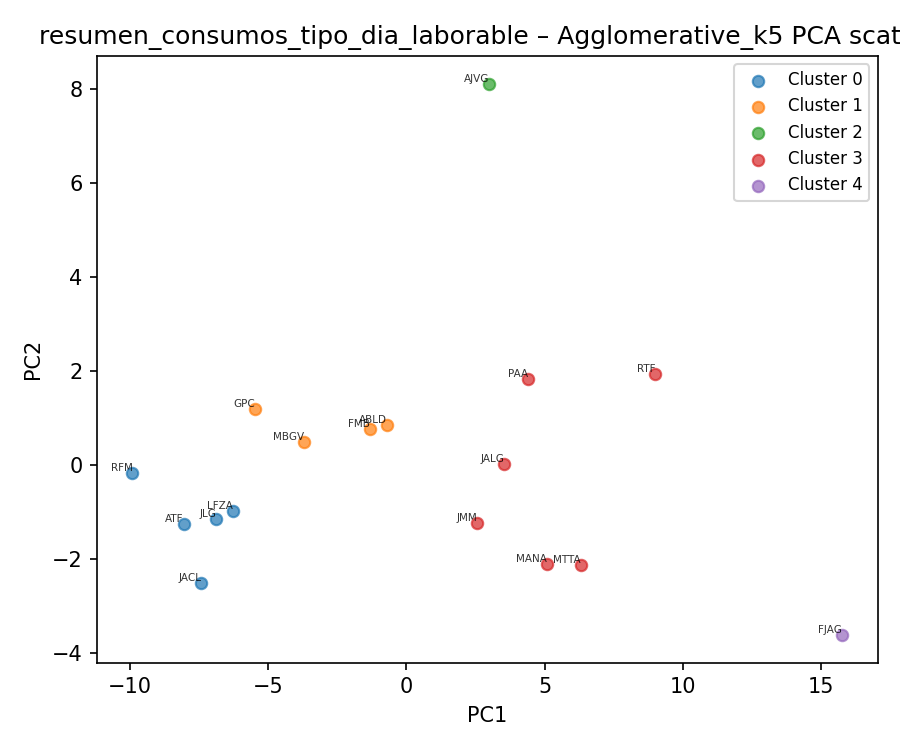 resumen_consumos_tipo_dia_laborable – Agglomerative_k5 PCA scat
Cluster 0
Cluster 1
Cluster 2
Cluster 3
Cluster 4
AJVG
PAA
RTF
GPC
ABLD
FMB
MBGV
JALG
RFM
LFZA
JLG
ATF
JMM
JACL
MANA
MTTA
FJAG
8
6
4
2
0
−2
−4
PC2
−10
−5
0
5
10
15
PC1